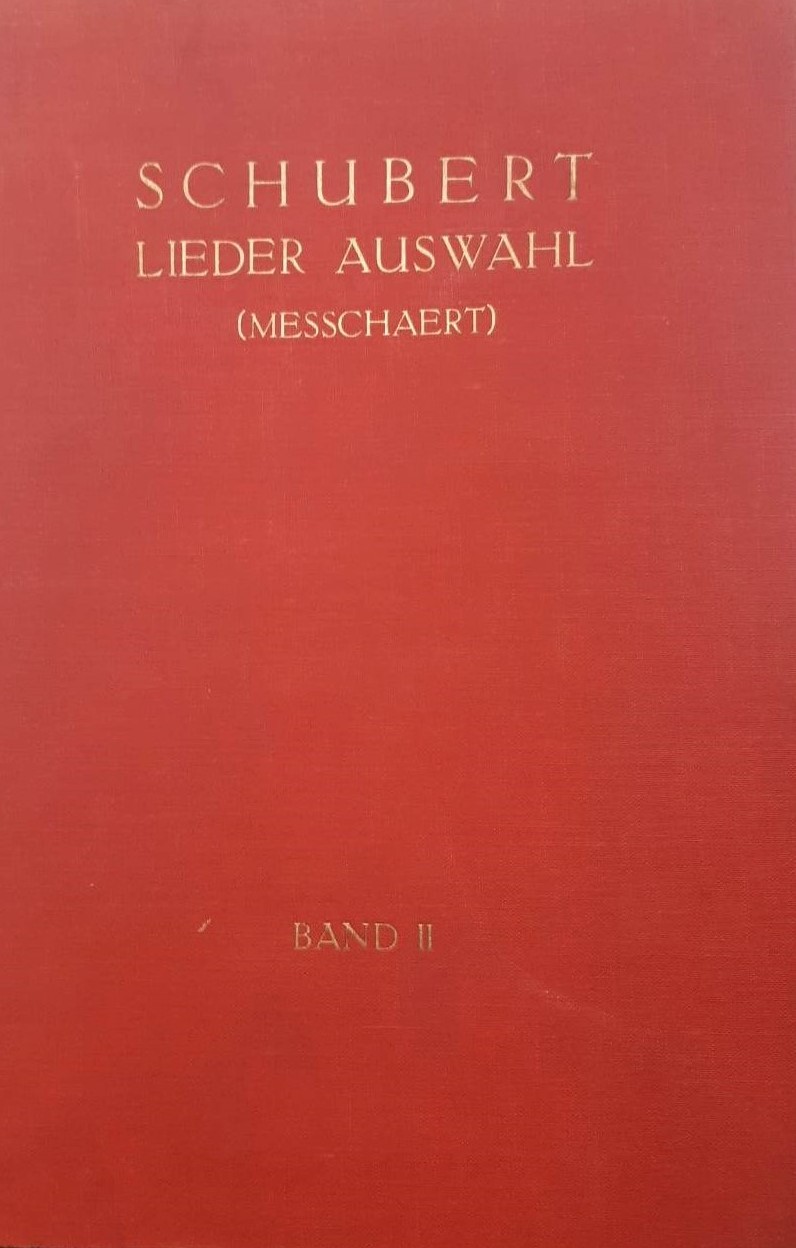 SCHUBERT
LIEDER AUSWAHL
(MESSCHAERT)
BAND II